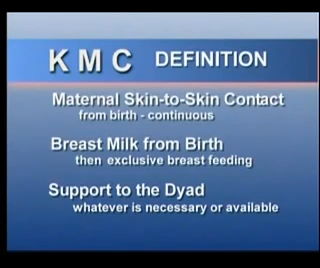 KMC DEFINITION
Maternal Skin-to-Skin Contact
from birth - continuous
Breast Milk from Birth
then exclusive breast feeding
Support to the Dyad
whatever is necessary or available